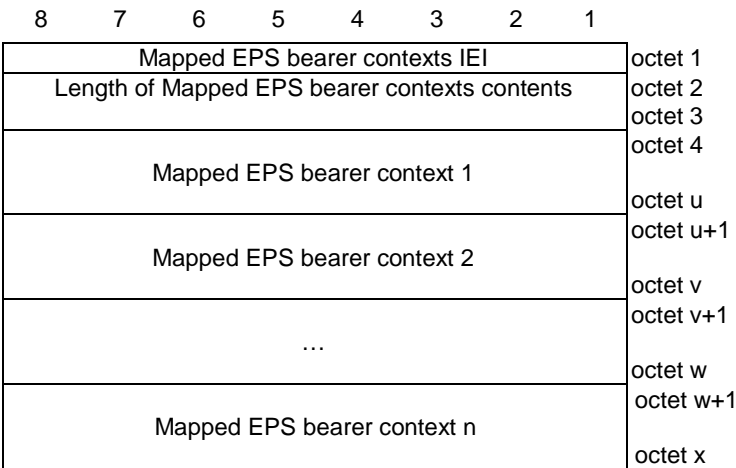 8 7 6 5 4 3 2 1
Mapped EPS bearer contexts IEI octet 1
Length of Mapped EPS bearer contexts contents octet 2
octet 3
octet 4
Mapped EPS bearer context 1
octet u
octet u+1
Mapped EPS bearer context 2
octet v
octet v+1
…
octet w
octet w+1
Mapped EPS bearer context n
octet x